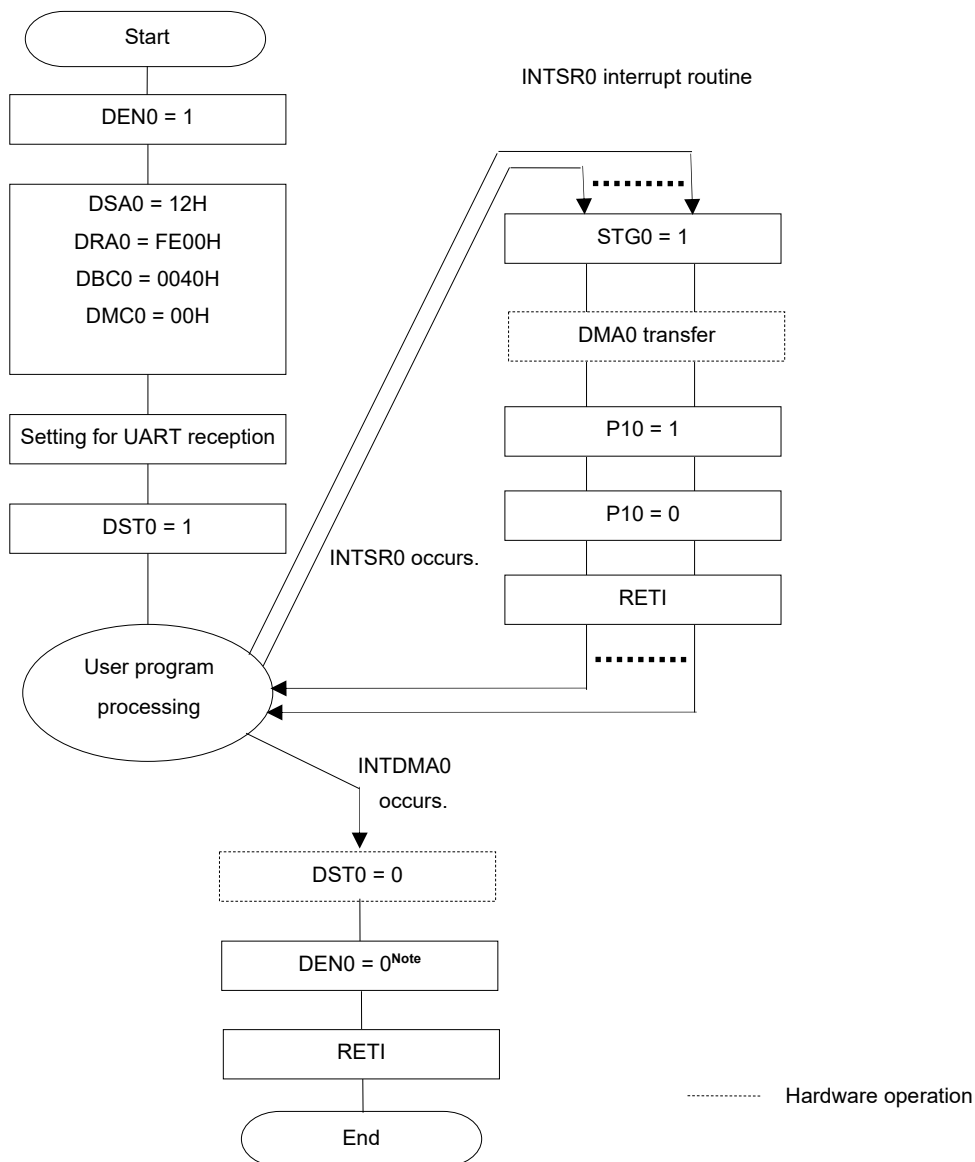 Start
DEN0 = 1
DSA0 = 12H
DRA0 = FE00H
DBC0 = 0040H
DMC0 = 00H
Setting for UART reception
DST0 = 1
User program
processing
INTSR0 occurs.
INTSR0 interrupt routine
STG0 = 1
DMA0 transfer
P10 = 1
P10 = 0
RETI
INTDMA0
occurs.
DST0 = 0
DEN0 = 0Note
RETI
End
Hardware operation